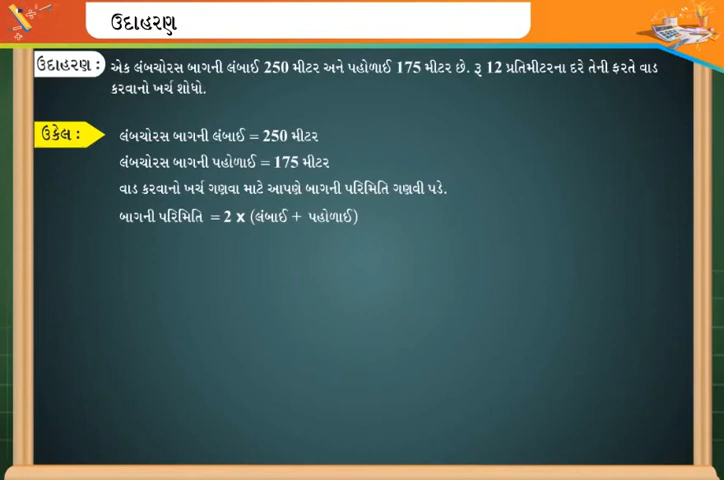 ઉદાહરણ
ઉદાહરણ : એક લંબચોરસ બાગની લંબાઈ 250 મીટર અને પહોળાઈ 175 મીટર છે. રૂ 12 પ્રતિમીટરના દરે તેની ફરતે વાડ
કરવાનો ખર્ચ શોધો.
ઉકેલ : લંબચોરસ બાગની લંબાઈ = 250 મીટર
લંબચોરસ બાગની પહોળાઈ = 175 મીટર
વાડ કરવાનો ખર્ચ ગણવા માટે આપણે બાગની પરિમિતિ ગણવી પડે.
બાગની પરિમિતિ = 2 x (લંબાઈ + પહોળાઈ)